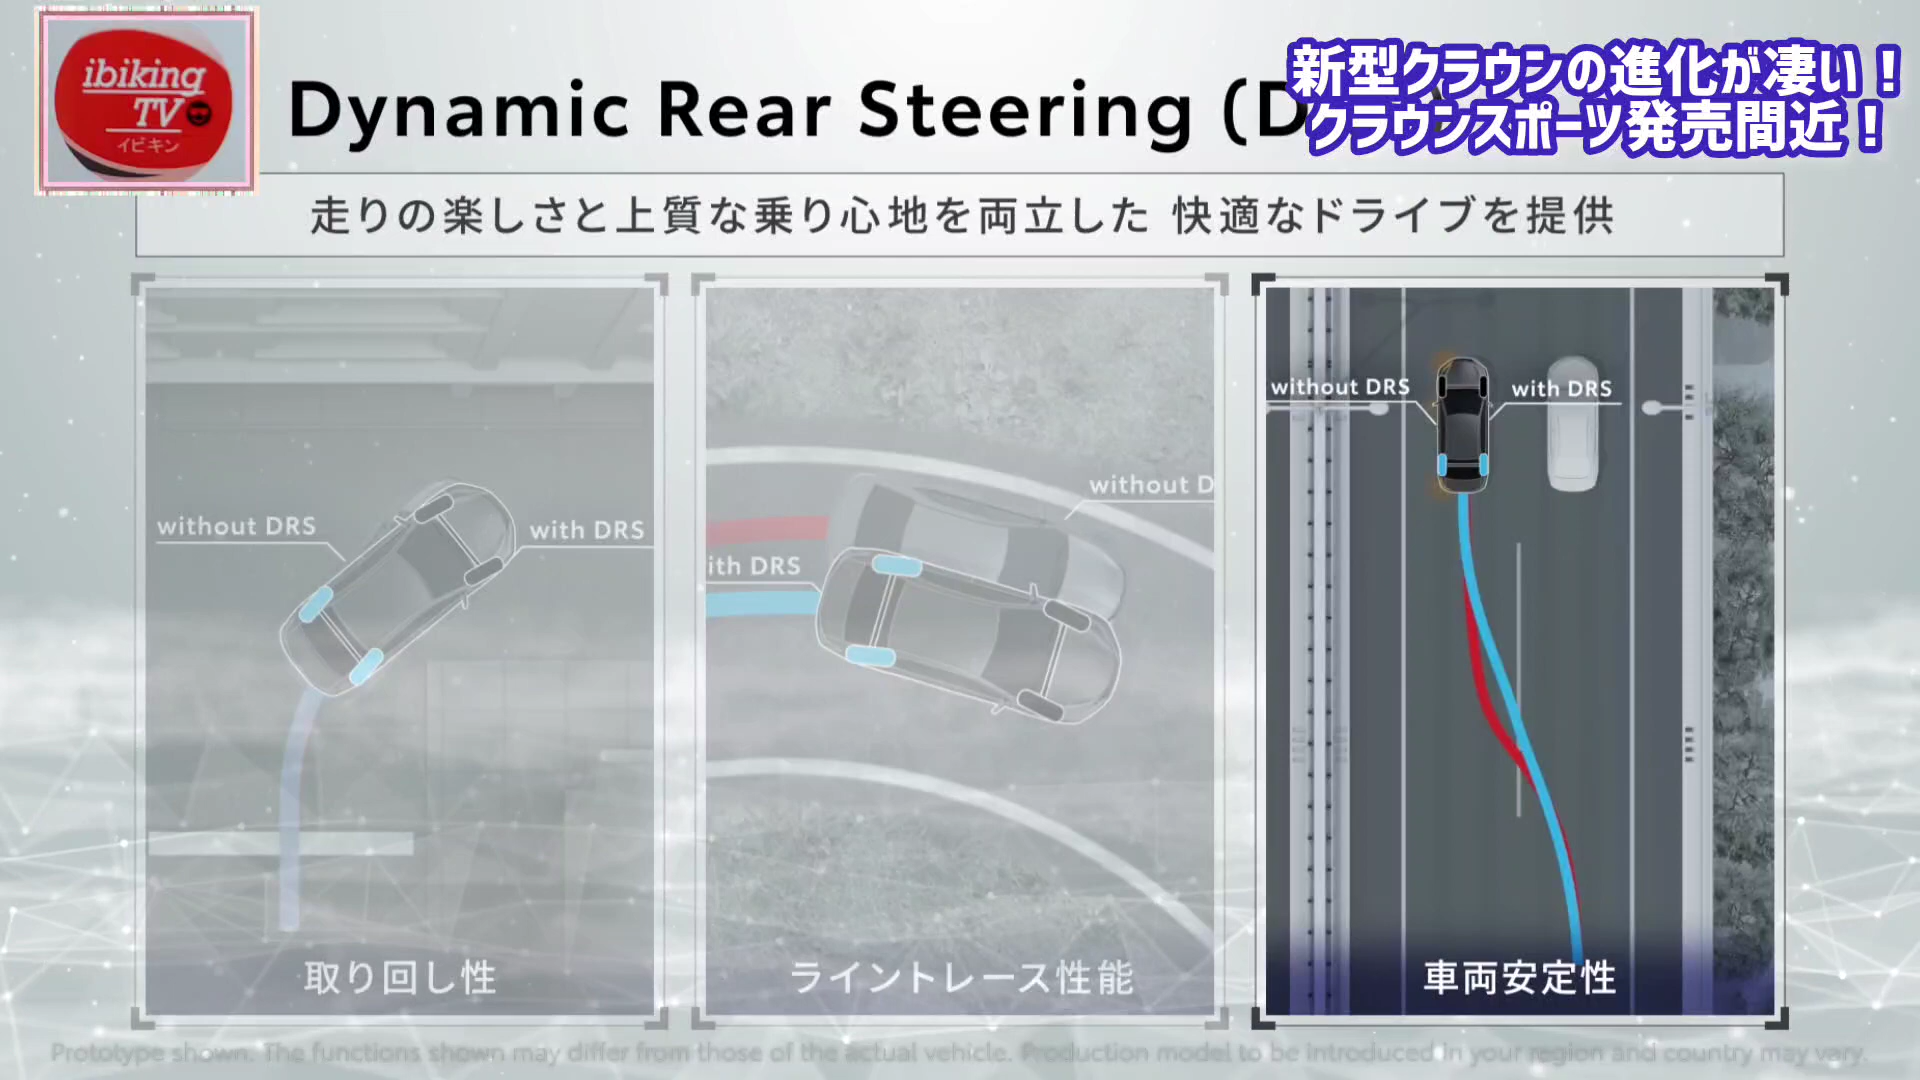 ibiking
TV
イビキン
Dynamic Rear Steering (D
新型クラウンの進化が凄い！
クラウンスポーツ発売間近！
走りの楽しさと上質な乗り心地を両立した 快適なドライブを提供
without DRS
with DRS
取り回し性
without D
ith DRS
ライントレース性能
without DRS
with DRS
車両安定性
Prototype shown. The functions shown may differ from those of the actual vehicle. Production model to be introduced in your region and country may vary.